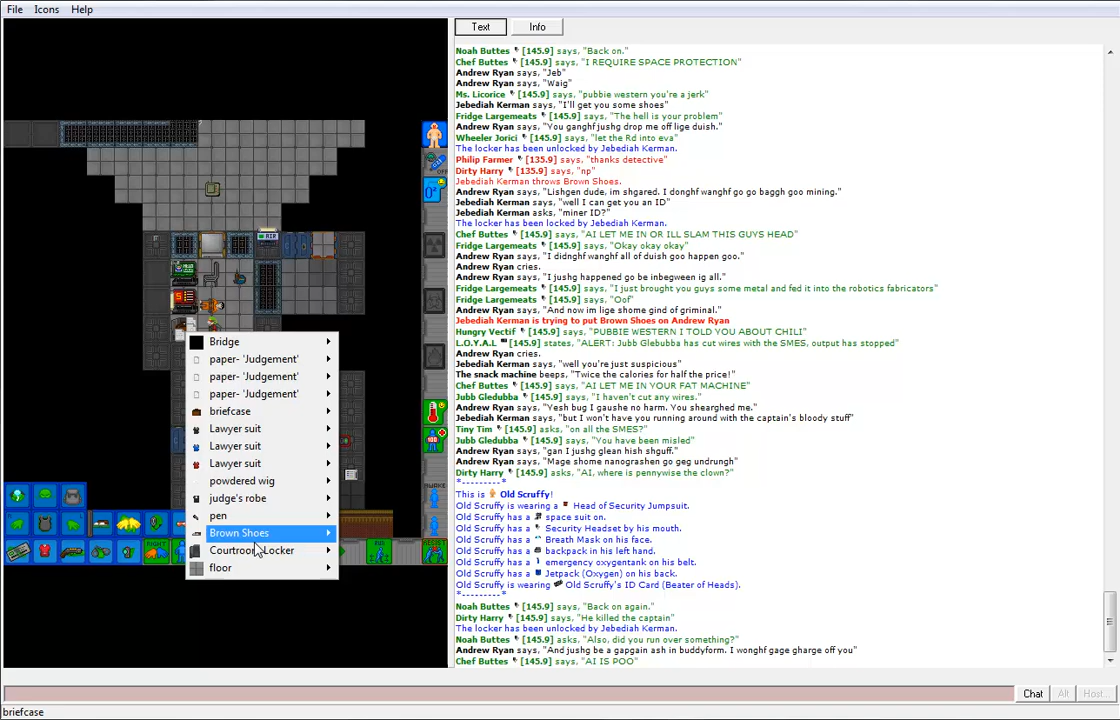 File Icons Help
Text Info
Noah Buttes [145.9] says, "Back on."
Chef Buttes [145.9] says, "I REQUIRE SPACE PROTECTION"
Andrew Ryan says, "Jeb"
Andrew Ryan says, "Waig"
Ms. Licorice [145.9] says, "pubbie western you're a jerk"
Jebediah Kerman says, "I'll get you some shoes"
Fridge Largemeats [145.9] says, "The hell is your problem"
Andrew Ryan says, "You ganghf jushg drop me off lige duish."
Wheeler Jorici [145.9] says, "let the Rd into eva"
The locker has been unlocked by Jebediah Kerman.
Philip Farmer [135.9] says, "thanks detective"
Dirty Harry [135.9] says, "np"
Jebediah Kerman throws Brown Shoes.
Andrew Ryan says, "Lishgen dude, im shgared. I donghf wanghf go go baggh goo mining."
Jebediah Kerman says, "well I can get you an ID"
Jebediah Kerman asks, "miner ID?"
The locker has been locked by Jebediah Kerman.
Chef Buttes [145.9] says, "AI LET ME IN OR ILL SLAM THIS GUYS HEAD"
Fridge Largemeats [145.9] says, "Okay okay okay"
Andrew Ryan says, "I didnghf wanghf all of duish goo happen goo."
Andrew Ryan cries.
Andrew Ryan says, "I jushg happened go be inbegween ig all."
Fridge Largemeats [145.9] says, "I just brought you guys some metal and fed it into the robotics fabricators"
Fridge Largemeats [145.9] says, "Oof"
Andrew Ryan says, "And now im lige shome gind of griminal."
Jebediah Kerman is trying to put Brown Shoes on Andrew Ryan
Hungry Vectif [145.9] says, "PUBBIE WESTERN I TOLD YOU ABOUT CHILI"
L.O.Y.A.L [145.9] states, "ALERT: Jubb Glebubba has cut wires with the SMES, output has stopped"
Andrew Ryan cries.
Jebediah Kerman says, "well you're just suspicious"
The snack machine beeps, "Twice the calories for half the price!"
Chef Buttes [145.9] says, "AI LET ME IN YOUR FAT MACHINE"
Jubb Gledubba [145.9] says, "I haven't cut any wires."
Andrew Ryan says, "Yesh bug I gaushe no harm. You shearghed me."
Jebediah Kerman says, "but I won't have you running around with the captain's bloody stuff"
Tiny Tim [145.9] asks, "on all the SMES?"
Jubb Gledubba [145.9] says, "You have been misled"
Andrew Ryan says, "gan I jushg glean hish shguff."
Andrew Ryan says, "Mage shome nanograshen go geg undrungh"
Dirty Harry [145.9] asks, "AI, where is pennywise the clown?"
*---------*
This is Old Scruffy!
Old Scruffy is wearing a Head of Security Jumpsuit.
Old Scruffy has a space suit on.
Old Scruffy has a Security Headset by his mouth.
Old Scruffy has a Breath Mask on his face.
Old Scruffy has a backpack in his left hand.
Old Scruffy has a emergency oxygentank on his belt.
Old Scruffy has a Jetpack (Oxygen) on his back.
Old Scruffy is wearing Old Scruffy's ID Card (Beater of Heads).
*---------*
Noah Buttes [145.9] says, "Back on again."
Dirty Harry [145.9] says, "He killed the captain"
The locker has been unlocked by Jebediah Kerman.
Noah Buttes [145.9] asks, "Also, did you run over something?"
Andrew Ryan says, "And jushg be a gapgain ash in buddyform. I wonghf gage gharge off you"
Chef Buttes [145.9] says, "AI IS POO"
Bridge
paper- 'Judgement'
paper- 'Judgement'
paper- 'Judgement'
briefcase
Lawyer suit
Lawyer suit
Lawyer suit
powdered wig
judge's robe
pen
Brown Shoes
Courtroom Locker
floor
Chat Alt Host...
briefcase